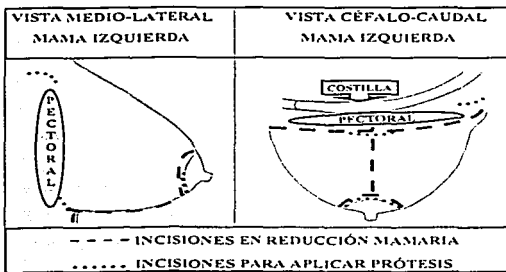 VISTA MEDIO-LATERAL
MAMA IZQUIERDA
VISTA CÉFALO-CAUDAL
MAMA IZQUIERDA
PECTORAL
COSTILLA
PECTORAL
INCISIONES EN REDUCCIÓN MAMARIA
INCISIONES PARA APLICAR PRÓTESIS